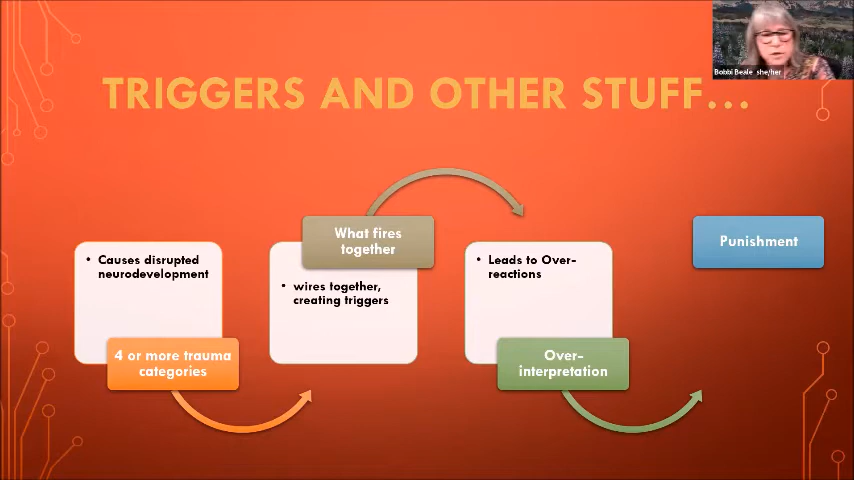 Bobbi Beale she/her
TRIGGERS AND OTHER STUFF...
• Causes disrupted
neurodevelopment
4 or more trauma
categories
What fires
together
• wires together,
creating triggers
• Leads to Over-
reactions
Over-
interpretation
Punishment